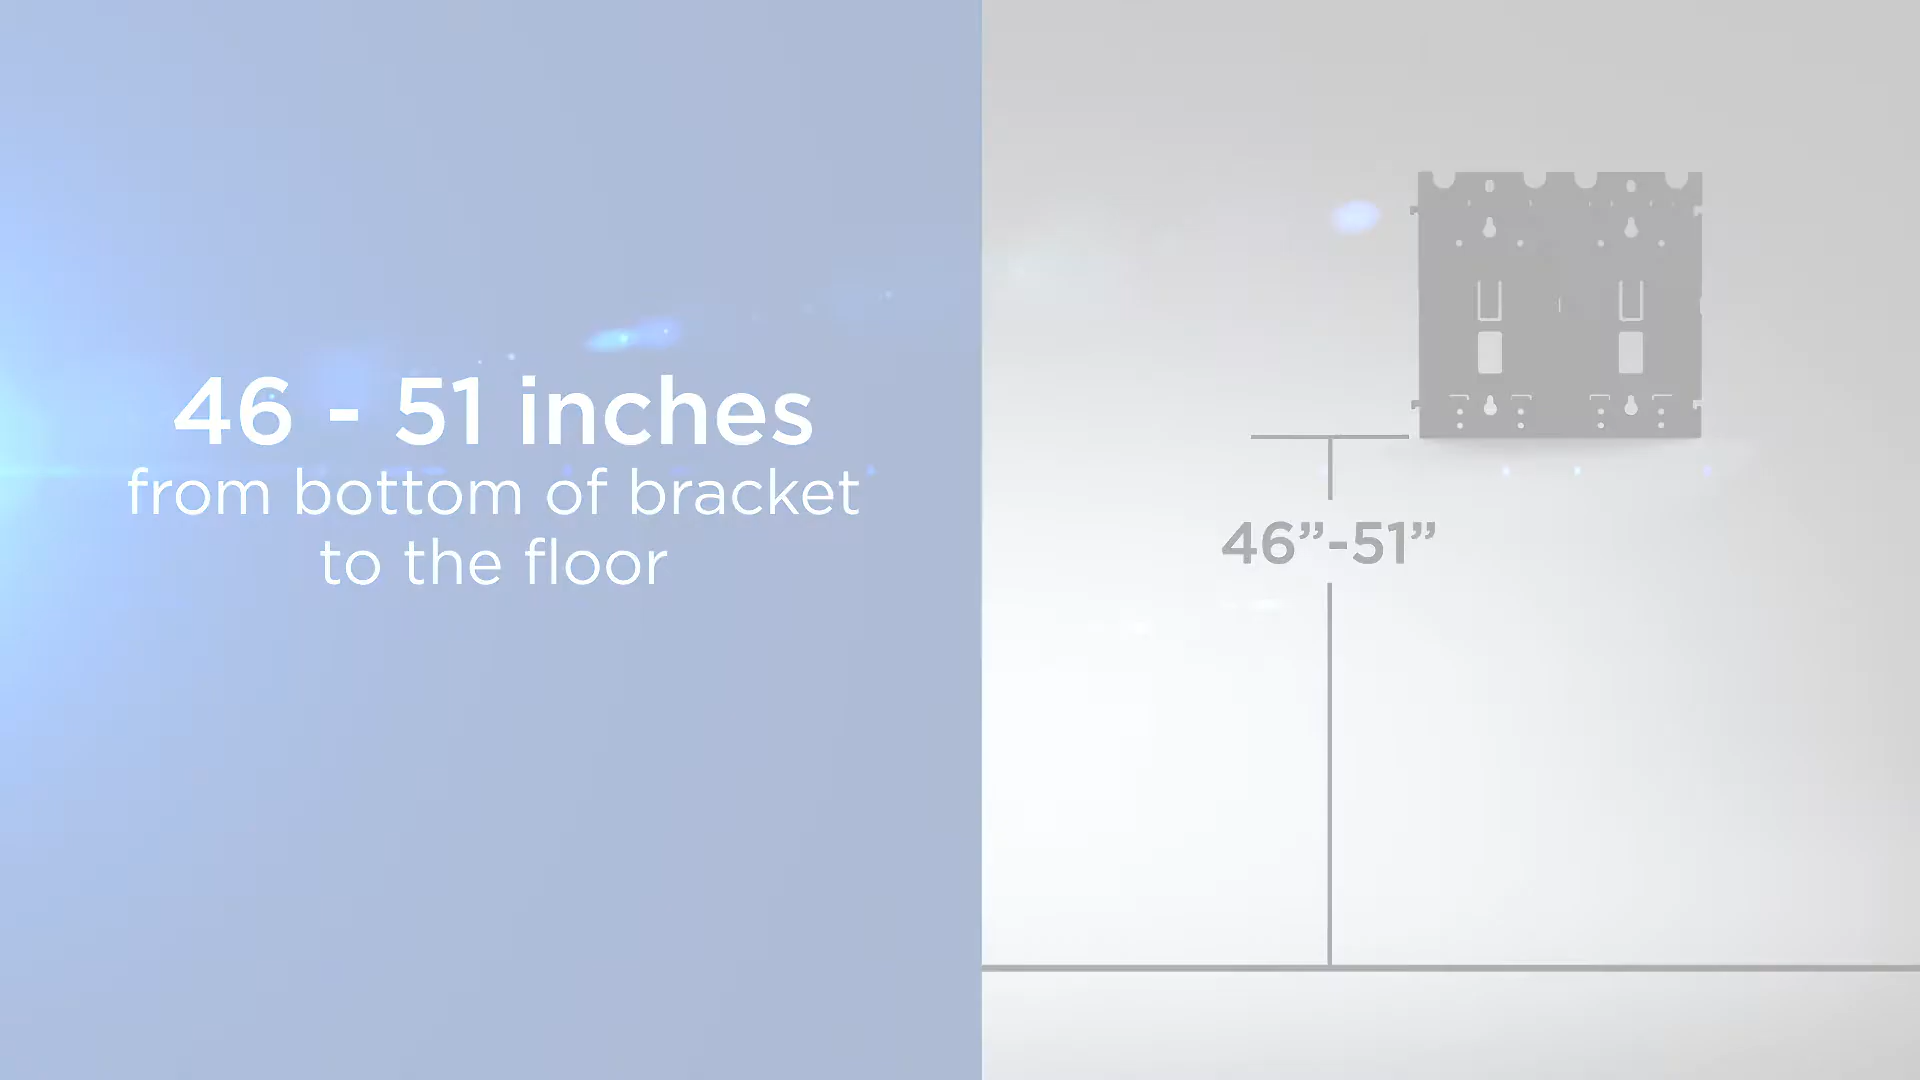 46 - 51 inches
from bottom of bracket
to the floor
46”-51”